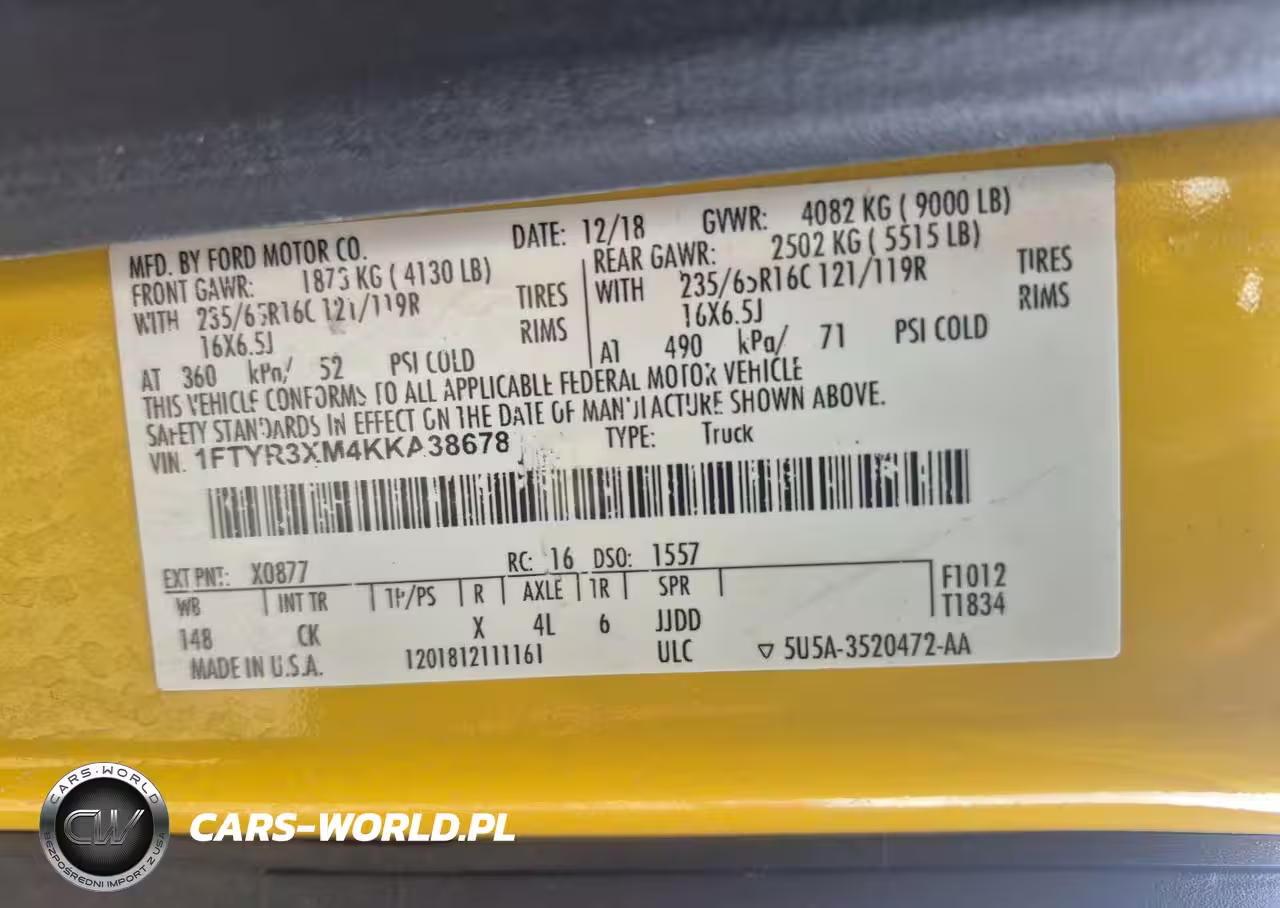 MFD. BY FORD MOTOR CO. DATE: 12/18 GVWR: 4082 KG ( 9000 LB)
FRONT GAWR: 1873 KG ( 4130 LB) REAR GAWR: 2502 KG ( 5515 LB)
WITH 235/65R16C 121/119R TIRES WITH 235/65R16C 121/119R TIRES
16X6.5J RIMS 16X6.5J RIMS
AT 360 kPa/ 52 PSI COLD AT 490 kPa/ 71 PSI COLD
THIS VEHICLE CONFORMS TO ALL APPLICABLE FEDERAL MOTOR VEHICLE
SAFETY STANDARDS IN EFFECT ON THE DATE OF MANUFACTURE SHOWN ABOVE.
VIN: 1FTYR3XM4KKA38678 TYPE: Truck
EXT PNT: X0877 RC: 16 DSO: 1557
WB INT TR TP/PS R AXLE TR SPR F1012
148 CK X 4L 6 JJDD T1834
MADE IN U.S.A. 1201812111161 ULC ▽ 5U5A-3520472-AA
CARS-WORLD
CW
BEZPOŚREDNI IMPORT Z USA
CARS-WORLD.PL